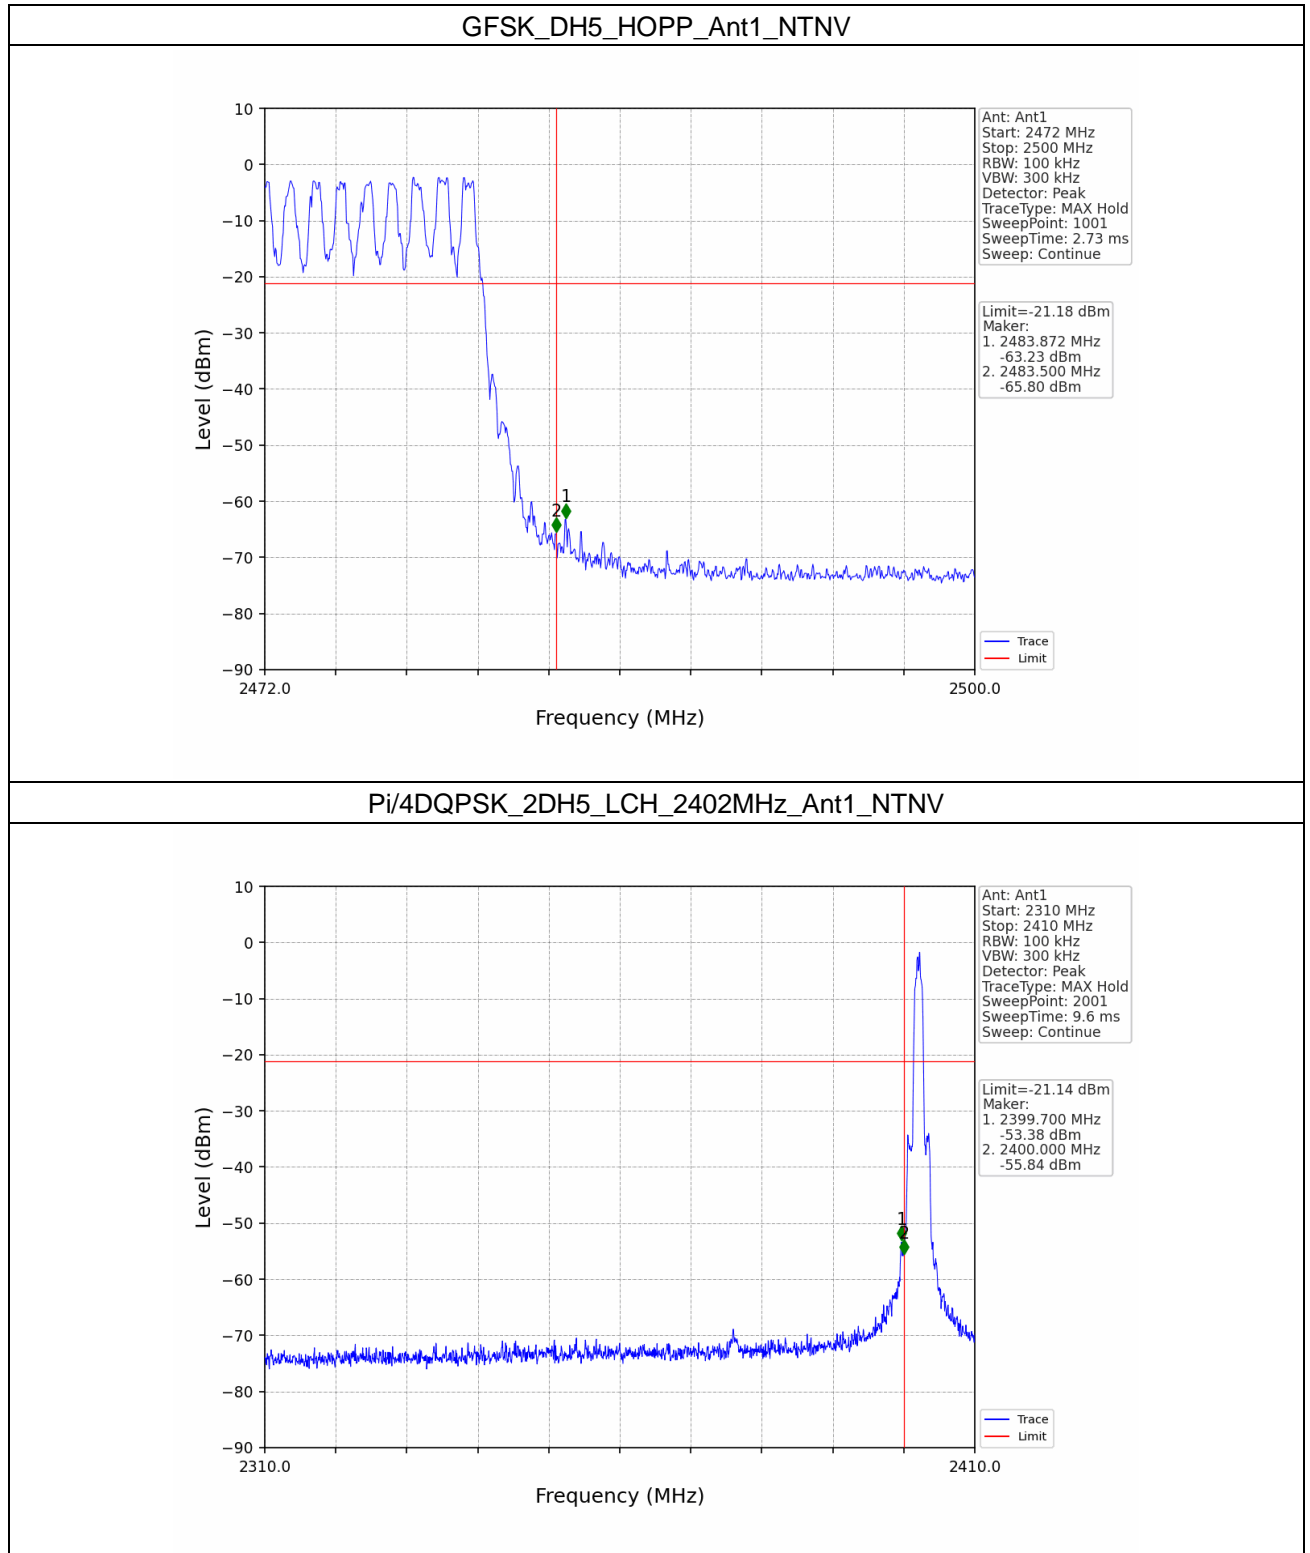 GFSK_DH5_HOPP_Ant1_NTNV
10
0
−10
−20
−30
−40
−50
−60
−70
−80
−90
Level (dBm)
1
2
2472.0
2500.0
Frequency (MHz)
Ant: Ant1
Start: 2472 MHz
Stop: 2500 MHz
RBW: 100 kHz
VBW: 300 kHz
Detector: Peak
TraceType: MAX Hold
SweepPoint: 1001
SweepTime: 2.73 ms
Sweep: Continue
Limit=-21.18 dBm
Maker:
1. 2483.872 MHz
-63.23 dBm
2. 2483.500 MHz
-65.80 dBm
Trace
Limit
Pi/4DQPSK_2DH5_LCH_2402MHz_Ant1_NTNV
10
0
−10
−20
−30
−40
−50
−60
−70
−80
−90
Level (dBm)
1
2
2310.0
2410.0
Frequency (MHz)
Ant: Ant1
Start: 2310 MHz
Stop: 2410 MHz
RBW: 100 kHz
VBW: 300 kHz
Detector: Peak
TraceType: MAX Hold
SweepPoint: 2001
SweepTime: 9.6 ms
Sweep: Continue
Limit=-21.14 dBm
Maker:
1. 2399.700 MHz
-53.38 dBm
2. 2400.000 MHz
-55.84 dBm
Trace
Limit